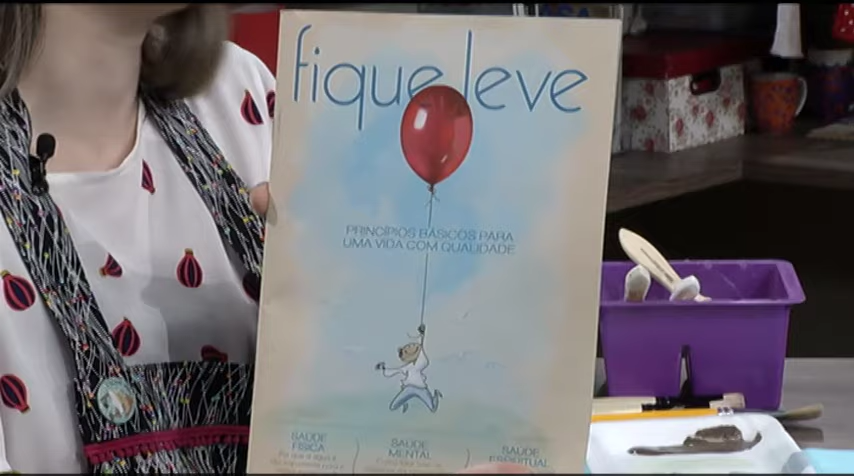 fique leve
PRINCÍPIOS BÁSICOS PARA
UMA VIDA COM QUALIDADE
SAÚDE
FÍSICA
SAÚDE
MENTAL
SAÚDE
ESPIRITUAL